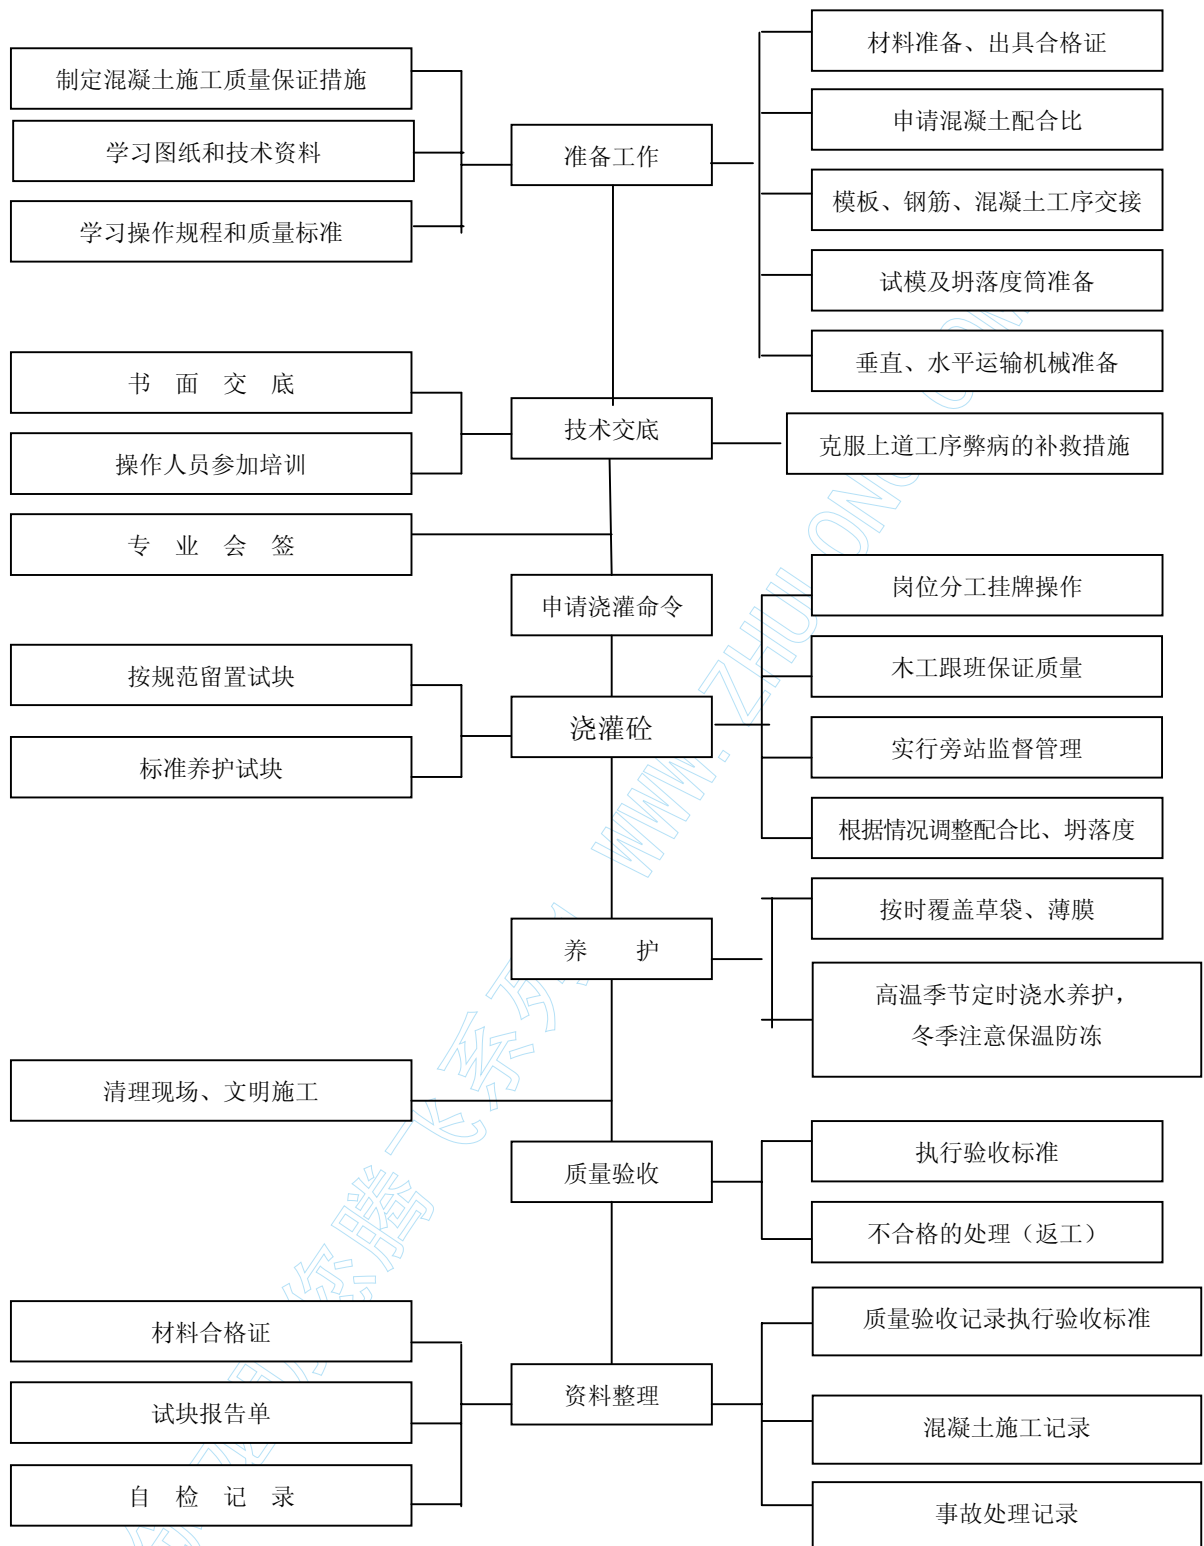 材料准备、出具合格证
制定混凝土施工质量保证措施
申请混凝土配合比
学习图纸和技术资料
准备工作
模板、钢筋、混凝土工序交接
学习操作规程和质量标准
试模及坍落度筒准备
垂直、水平运输机械准备
书 面 交 底
技术交底
克服上道工序弊病的补救措施
操作人员参加培训
专 业 会 签
岗位分工挂牌操作
申请浇灌命令
木工跟班保证质量
按规范留置试块
浇灌砼
实行旁站监督管理
标准养护试块
根据情况调整配合比、坍落度
按时覆盖草袋、薄膜
养 护
高温季节定时浇水养护，
冬季注意保温防冻
清理现场、文明施工
执行验收标准
质量验收
不合格的处理（返工）
质量验收记录执行验收标准
材料合格证
资料整理
试块报告单
混凝土施工记录
自 检 记 录
事故处理记录